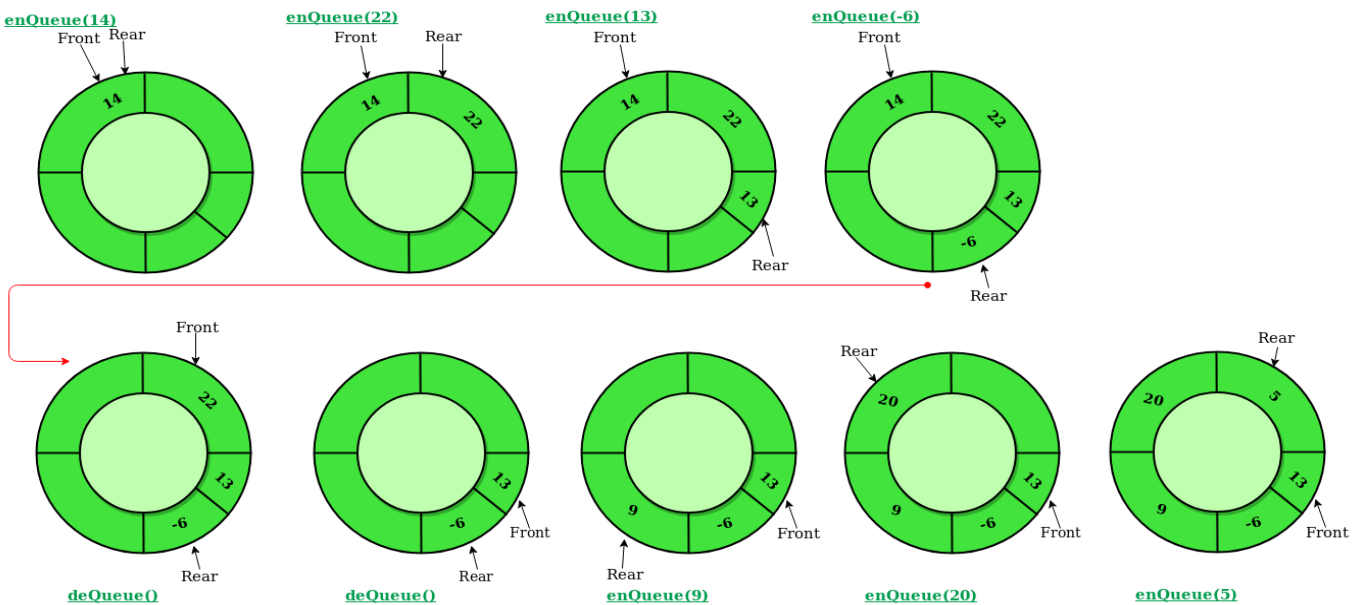 enQueue(14)
Front Rear
14
enQueue(22)
Front Rear
14
22
enQueue(13)
Front
14
22
13
Rear
enQueue(-6)
Front
14
22
13
-6
Rear
Front
22
13
-6
Rear
deQueue()
13
-6
Front
Rear
deQueue()
13
9
-6
Front
Rear
enQueue(9)
Rear
20
13
9
-6
Front
enQueue(20)
Rear
20
5
13
9
-6
Front
enQueue(5)